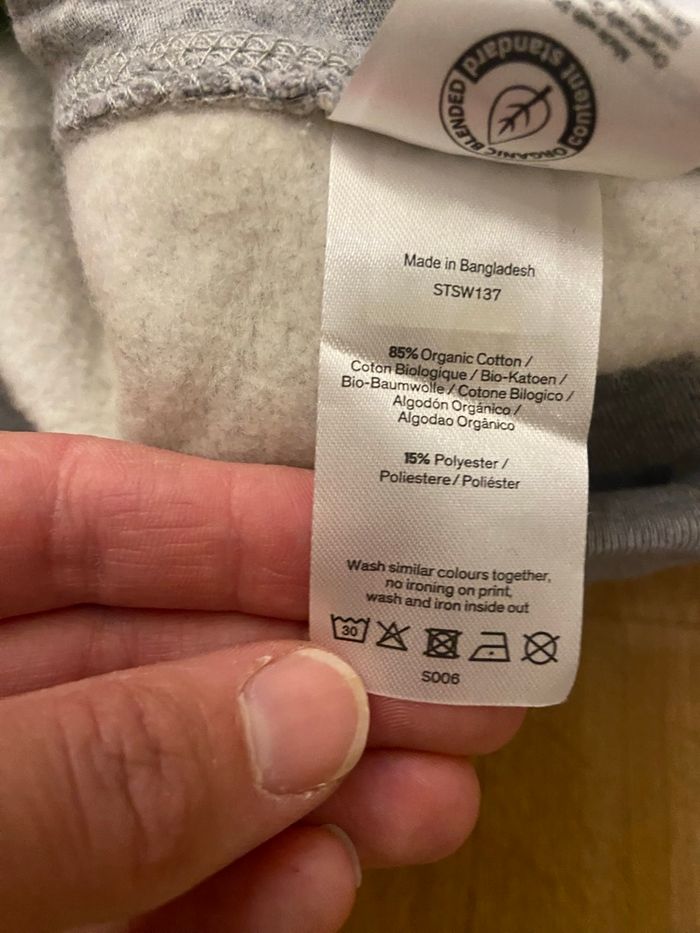 ORGANIC BLENDED
content standard
Made in Bangladesh
STSW137
85% Organic Cotton /
Coton Biologique / Bio-Katoen /
Bio-Baumwolle / Cotone Bilogico /
Algodón Orgánico /
Algodao Orgânico
15% Polyester /
Poliestere / Poliéster
Wash similar colours together,
no ironing on print,
wash and iron inside out
30
S006